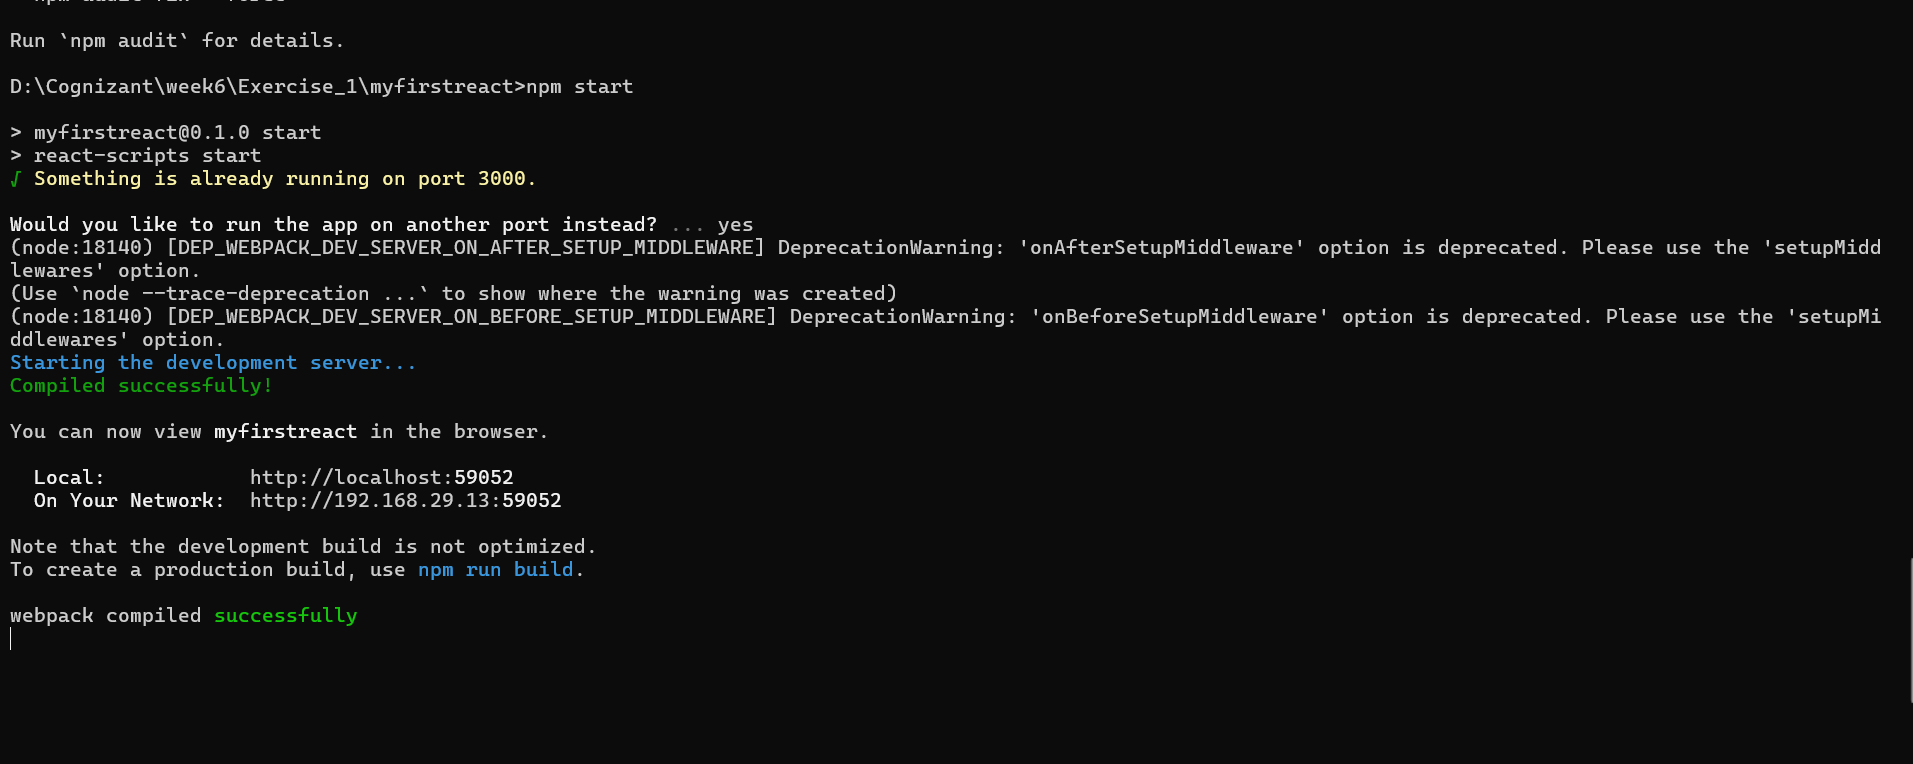 Run `npm audit` for details.
D:\Cognizant\week6\Exercise_1\myfirstreact>npm start
> myfirstreact@0.1.0 start
> react-scripts start
√ Something is already running on port 3000.
Would you like to run the app on another port instead? ... yes
(node:18140) [DEP_WEBPACK_DEV_SERVER_ON_AFTER_SETUP_MIDDLEWARE] DeprecationWarning: 'onAfterSetupMiddleware' option is deprecated. Please use the 'setupMidd
lewares' option.
(Use `node --trace-deprecation ...` to show where the warning was created)
(node:18140) [DEP_WEBPACK_DEV_SERVER_ON_BEFORE_SETUP_MIDDLEWARE] DeprecationWarning: 'onBeforeSetupMiddleware' option is deprecated. Please use the 'setupMi
ddlewares' option.
Starting the development server...
Compiled successfully!
You can now view myfirstreact in the browser.
Local: http://localhost:59052
On Your Network: http://192.168.29.13:59052
Note that the development build is not optimized.
To create a production build, use npm run build.
webpack compiled successfully